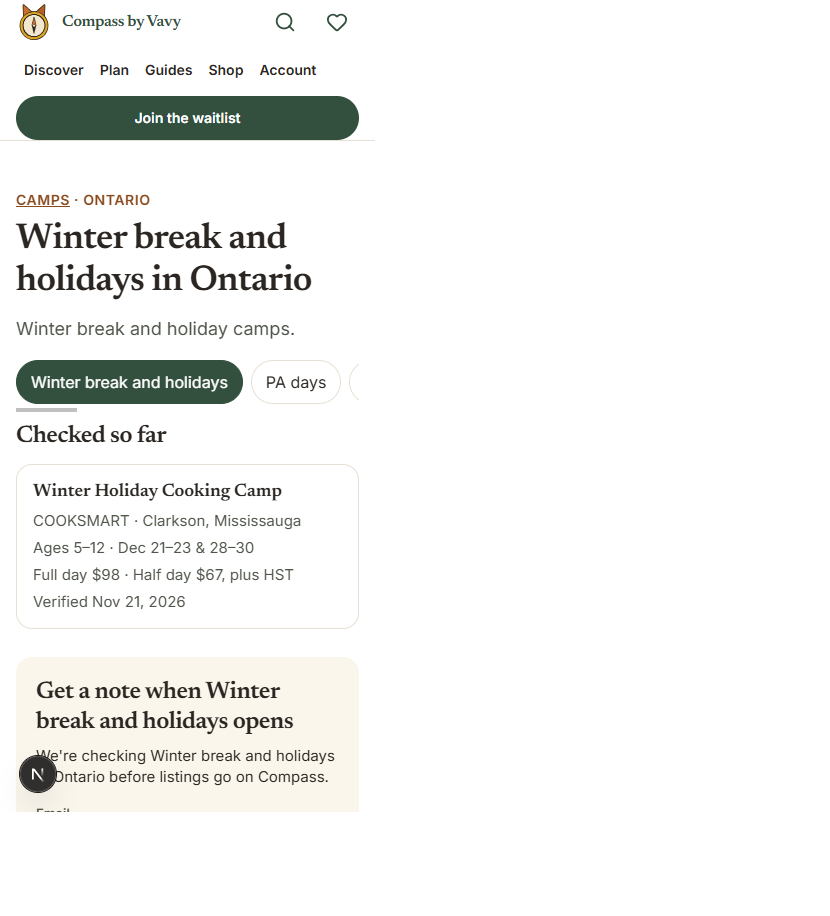 Compass by Vavy
Discover Plan Guides Shop Account
Join the waitlist
CAMPS · ONTARIO
Winter break and
holidays in Ontario
Winter break and holiday camps.
Winter break and holidays PA days
Checked so far
Winter Holiday Cooking Camp
COOKSMART · Clarkson, Mississauga
Ages 5–12 · Dec 21–23 & 28–30
Full day $98 · Half day $67, plus HST
Verified Nov 21, 2026
Get a note when Winter
break and holidays opens
We're checking Winter break and holidays
N Ontario before listings go on Compass.
Email